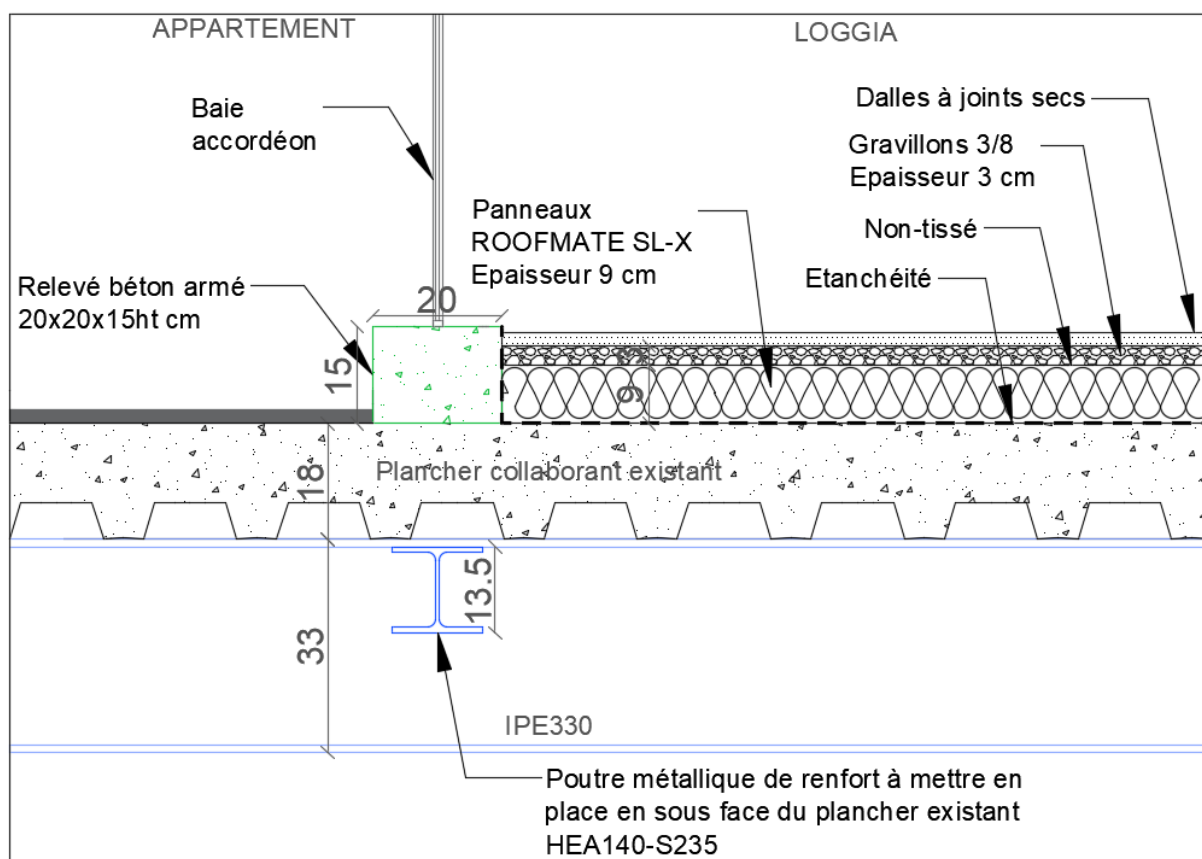 APPARTEMENT
LOGGIA
Baie
accordéon
Dalles à joints secs
Gravillons 3/8
Epaisseur 3 cm
Panneaux
ROOFMATE SL-X
Epaisseur 9 cm
Non-tissé
Etanchéité
Relevé béton armé
20x20x15ht cm
20
15
9
3
Plancher collaborant existant
18
13.5
33
IPE330
Poutre métallique de renfort à mettre en
place en sous face du plancher existant
HEA140-S235